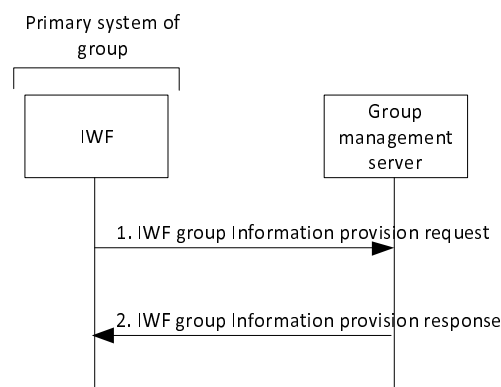 Primary system of
group
IWF
Group
management
server
1. IWF group Information provision request
2. IWF group Information provision response